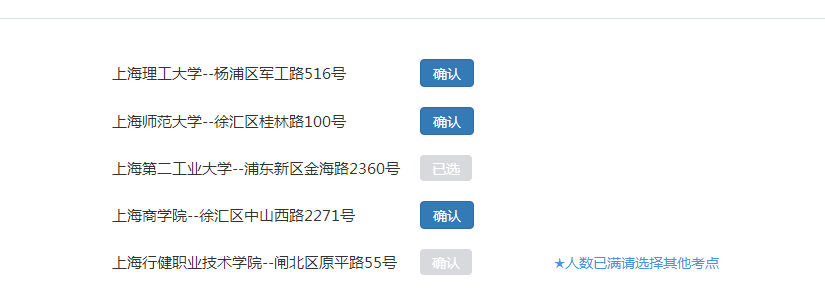 上海理工大学--杨浦区军工路516号 确认
上海师范大学--徐汇区桂林路100号 确认
上海第二工业大学--浦东新区金海路2360号 已选
上海商学院--徐汇区中山西路2271号 确认
上海行健职业技术学院--闸北区原平路55号 确认 ★人数已满请选择其他考点